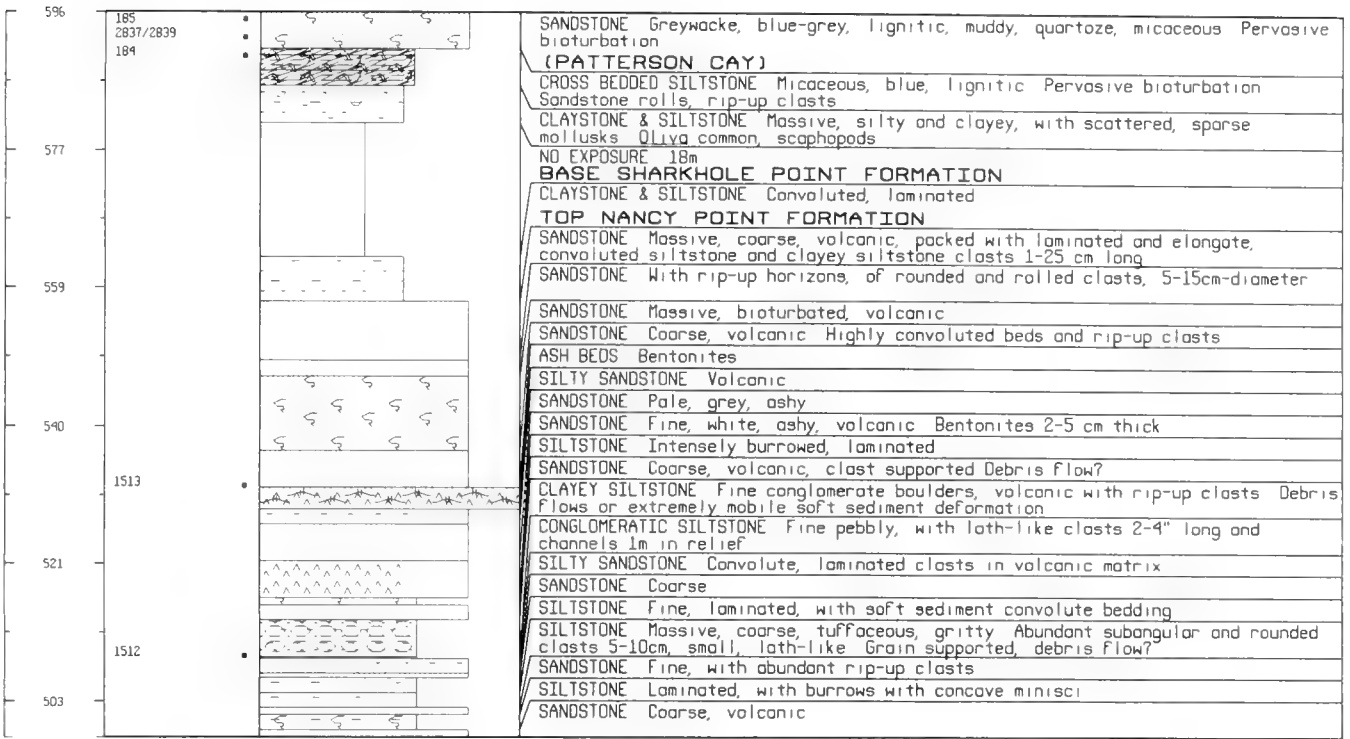 596
577
559
540
521
503
185
2837/2839
184
1513
1512
SANDSTONE Greywacke, blue-grey, lignitic, muddy, quartoze, micaceous Pervasive
bioturbation
(PATTERSON CAY)
CROSS BEDDED SILTSTONE Micaceous, blue, lignitic Pervasive bioturbation
Sandstone rolls, rip-up clasts
CLAYSTONE & SILTSTONE Massive, silty and clayey, with scattered, sparse
mollusks Oliva common, scaphopods
NO EXPOSURE 18m
BASE SHARKHOLE POINT FORMATION
CLAYSTONE & SILTSTONE Convoluted, laminated
TOP NANCY POINT FORMATION
SANDSTONE Massive, coarse, volcanic, packed with laminated and elongate,
convoluted siltstone and clayey siltstone clasts 1-25 cm long
SANDSTONE With rip-up horizons, of rounded and rolled clasts, 5-15cm-diameter
SANDSTONE Massive, bioturbated, volcanic
SANDSTONE Coarse, volcanic Highly convoluted beds and rip-up clasts
ASH BEDS Bentonites
SILTY SANDSTONE Volcanic
SANDSTONE Pale, grey, ashy
SANDSTONE Fine, white, ashy, volcanic Bentonites 2-5 cm thick
SILTSTONE Intensely burrowed, laminated
SANDSTONE Coarse, volcanic, clast supported Debris flow?
CLAYEY SILTSTONE Fine conglomerate boulders, volcanic with rip-up clasts Debris
flows or extremely mobile soft sediment deformation
CONGLOMERATIC SILTSTONE Fine pebbly, with lath-like clasts 2-4" long and
channels 1m in relief
SILTY SANDSTONE Convolute, laminated clasts in volcanic matrix
SANDSTONE Coarse
SILTSTONE Fine, laminated, with soft sediment convolute bedding
SILTSTONE Massive, coarse, tuffaceous, gritty Abundant subangular and rounded
clasts 5-10cm, small, lath-like Grain supported, debris flow?
SANDSTONE Fine, with abundant rip-up clasts
SILTSTONE Laminated, with burrows with concave minisci
SANDSTONE Coarse, volcanic